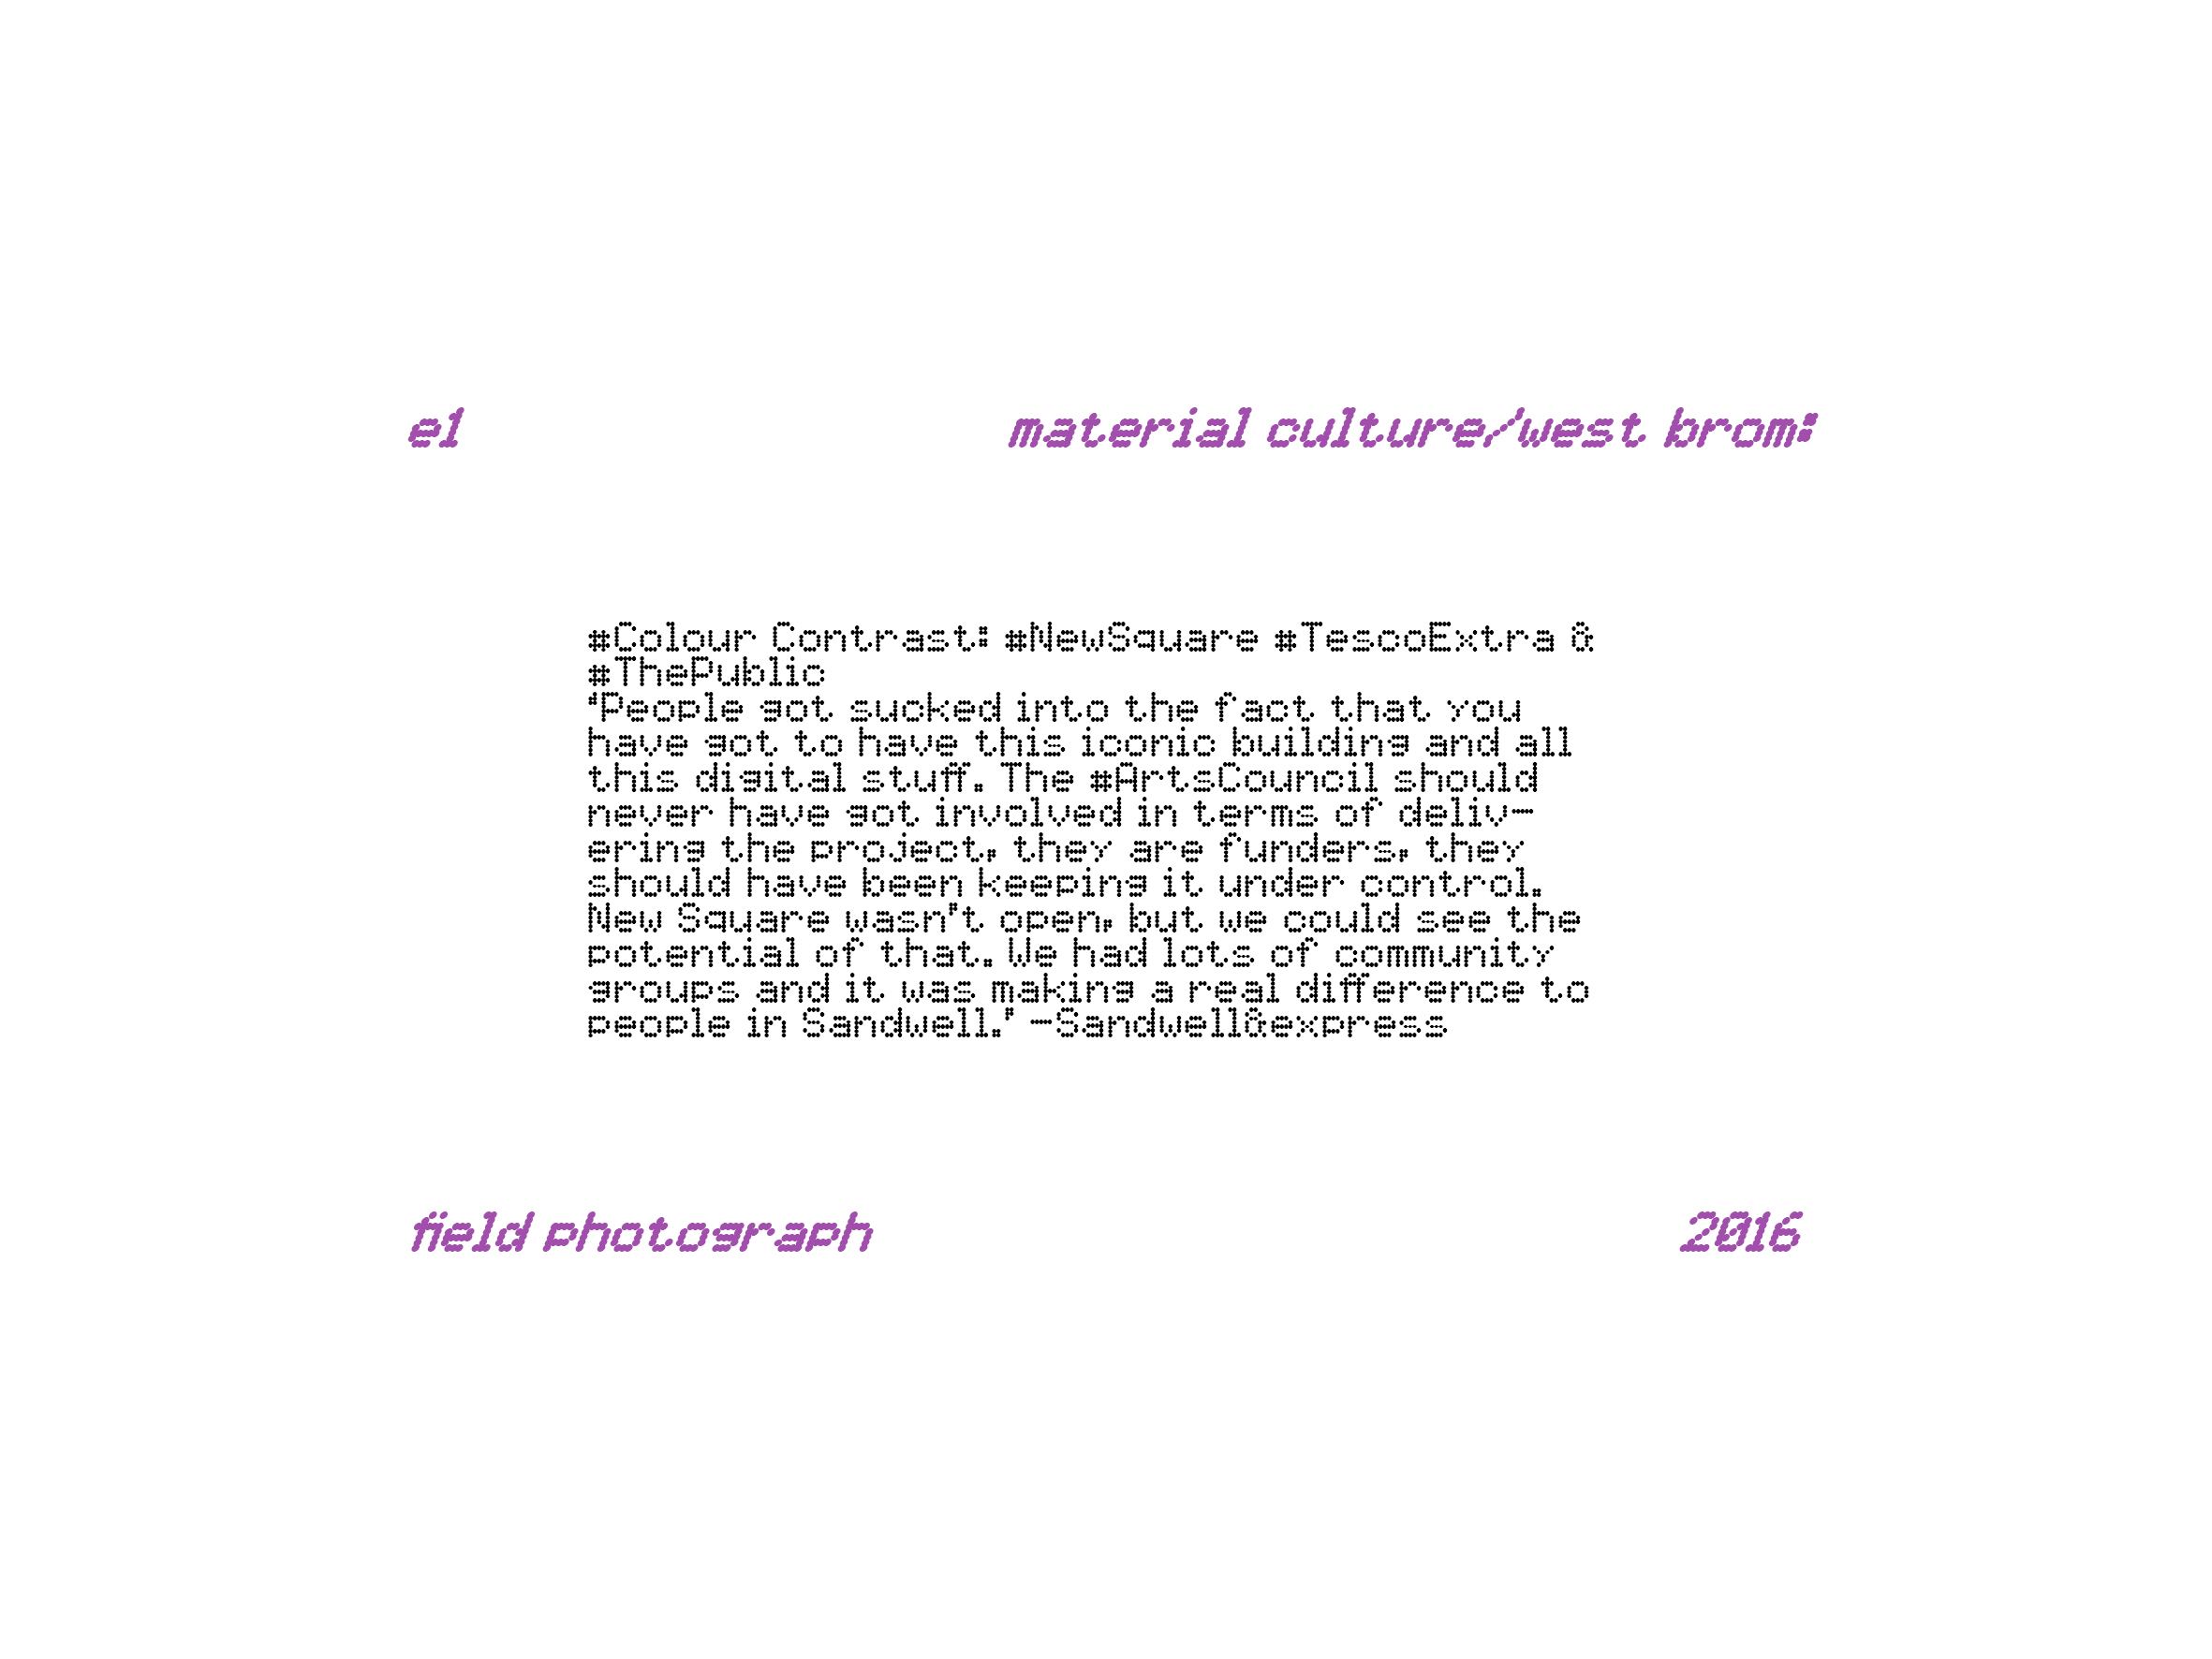 e1
material culture/west brom:
#Colour Contrast: #NewSquare #TescoExtra &
#ThePublic
‘People got sucked into the fact that you
have got to have this iconic building and all
this digital stuff. The #ArtsCouncil should
never have got involved in terms of deliv-
ering the project, they are funders, they
should have been keeping it under control.
New Square wasn’t open, but we could see the
potential of that. We had lots of community
groups and it was making a real difference to
people in Sandwell.’ -Sandwell&express
field photograph
2016